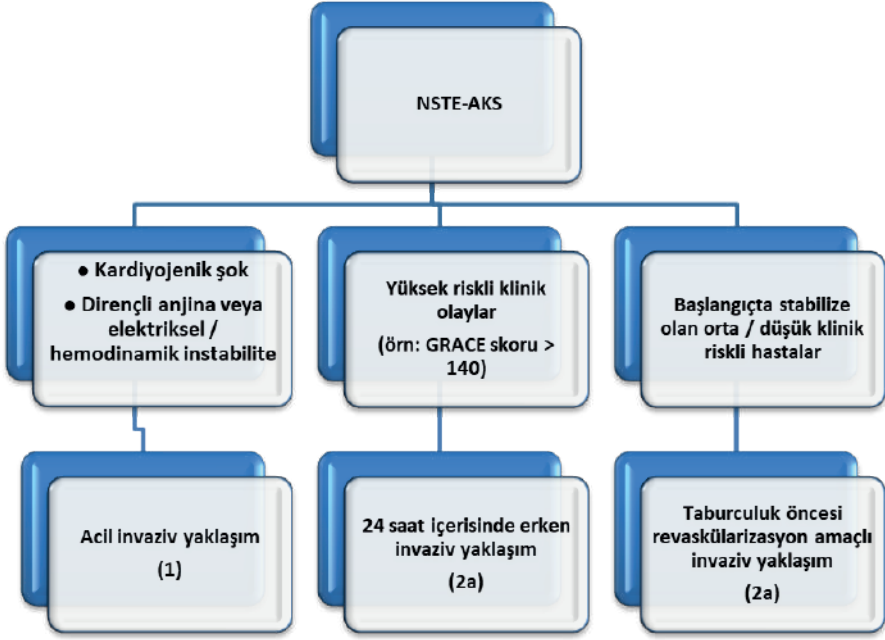 NSTE-AKS
● Kardiyojenik şok
● Dirençli anjina veya
elektriksel /
hemodinamik instabilite
Yüksek riskli klinik
olaylar
(örn: GRACE skoru >
140)
Başlangıçta stabilize
olan orta / düşük klinik
riskli hastalar
Acil invaziv yaklaşım
(1)
24 saat içerisinde erken
invaziv yaklaşım
(2a)
Taburculuk öncesi
revaskülarizasyon amaçlı
invaziv yaklaşım
(2a)